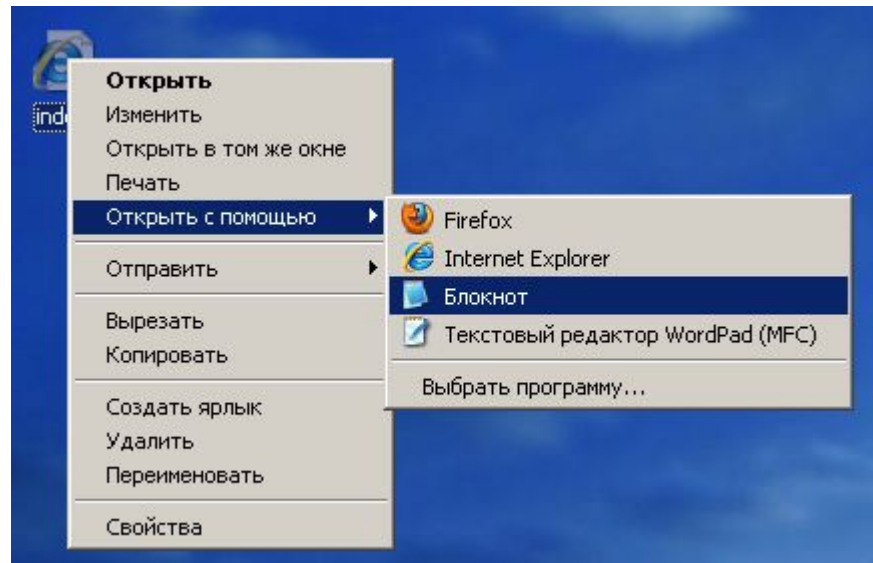 Открыть
inde
Изменить
Открыть в том же окне
Печать
Открыть с помощью
Firefox
Internet Explorer
Блокнот
Текстовый редактор WordPad (MFC)
Выбрать программу...
Отправить
Вырезать
Копировать
Создать ярлык
Удалить
Переименовать
Свойства